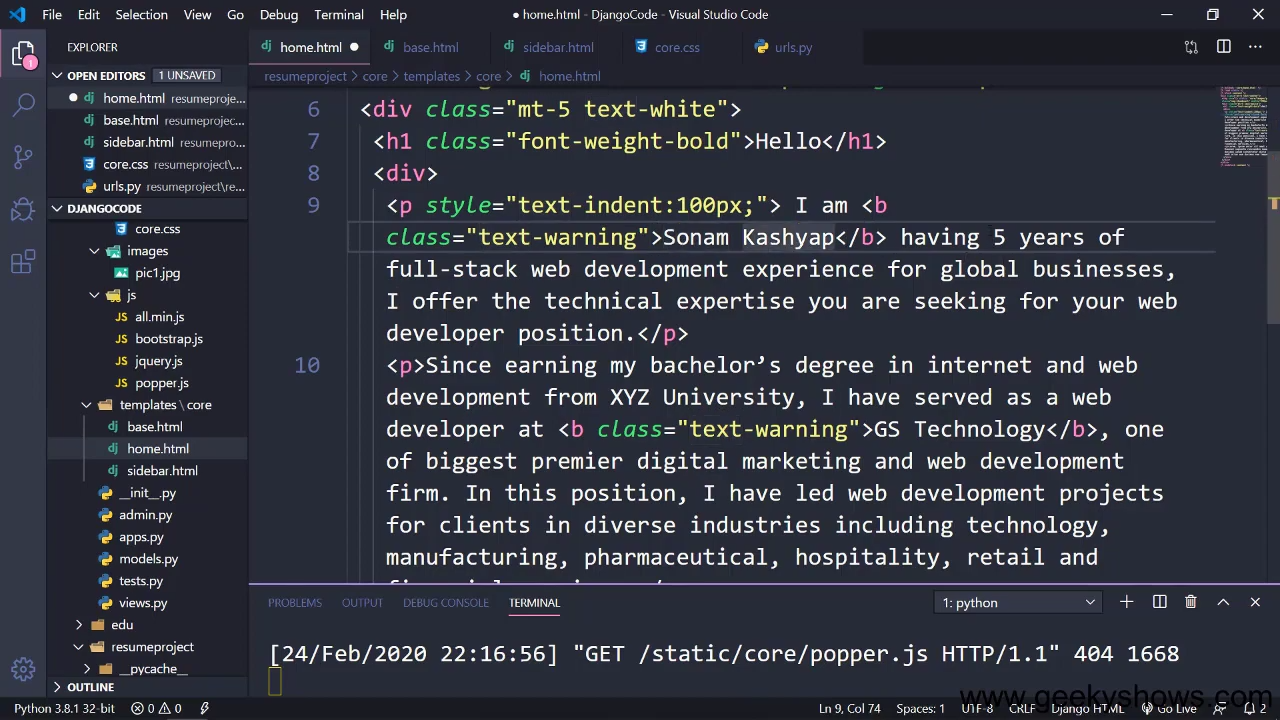 File Edit Selection View Go Debug Terminal Help
● home.html - DjangoCode - Visual Studio Code
EXPLORER
home.html base.html sidebar.html core.css urls.py
OPEN EDITORS 1 UNSAVED
resumeproject > core > templates > core > home.html
home.html resumeproje...
base.html resumeproject...
sidebar.html resumepro...
core.css resumeproject\...
urls.py resumeproject\re...
DJANGOCODE
core.css
images
pic1.jpg
js
all.min.js
bootstrap.js
jquery.js
popper.js
templates \ core
base.html
home.html
sidebar.html
__init__.py
admin.py
apps.py
models.py
tests.py
views.py
edu
resumeproject
__pycache__
OUTLINE
6 <div class="mt-5 text-white">
7 <h1 class="font-weight-bold">Hello</h1>
8 <div>
9 <p style="text-indent:100px;"> I am <b
class="text-warning">Sonam Kashyap</b> having 5 years of
full-stack web development experience for global businesses,
I offer the technical expertise you are seeking for your web
developer position.</p>
10 <p>Since earning my bachelor’s degree in internet and web
development from XYZ University, I have served as a web
developer at <b class="text-warning">GS Technology</b>, one
of biggest premier digital marketing and web development
firm. In this position, I have led web development projects
for clients in diverse industries including technology,
manufacturing, pharmaceutical, hospitality, retail and
PROBLEMS OUTPUT DEBUG CONSOLE TERMINAL 1: python
[24/Feb/2020 22:16:56] "GET /static/core/popper.js HTTP/1.1" 404 1668
www.geekyshows.com
Python 3.8.1 32-bit 0 0 Ln 9, Col 74 Spaces: 1 UTF-8 CRLF Django HTML Go Live 2